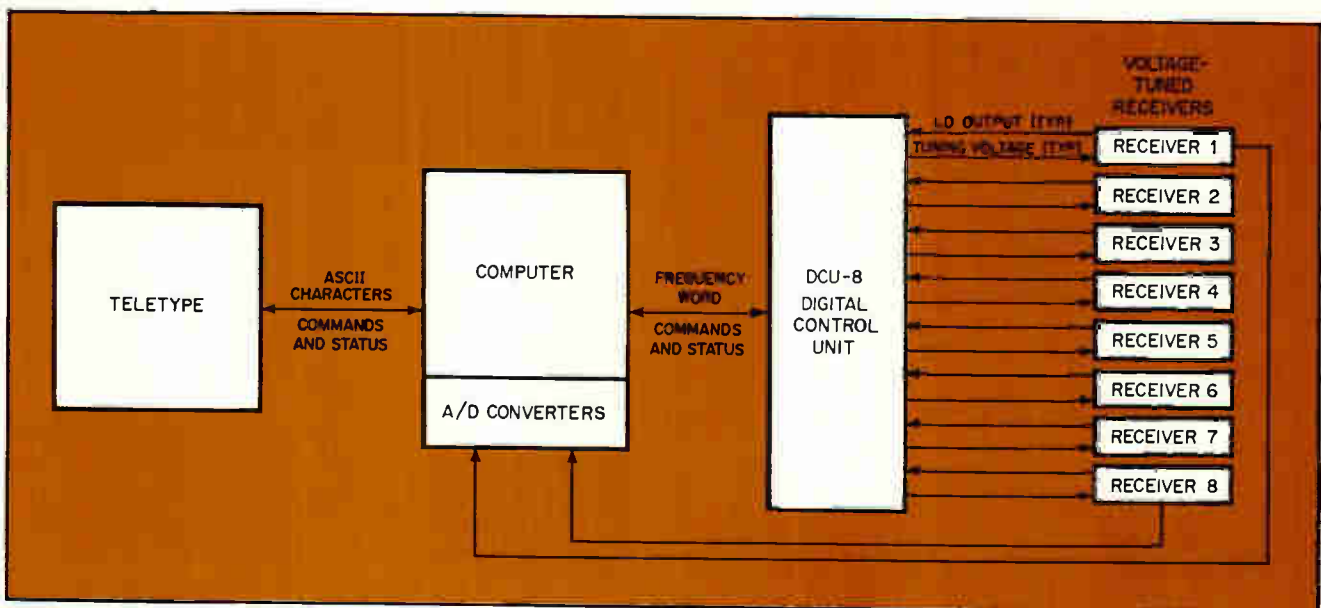 TELETYPE
ASCII
CHARACTERS
COMMANDS
AND STATUS
COMPUTER
A/D CONVERTERS
FREQUENCY
WORD
COMMANDS
AND STATUS
DCU-8
DIGITAL
CONTROL
UNIT
VOLTAGE-
TUNED
RECEIVERS
LO OUTPUT (TYP)
TUNING VOLTAGE (TYP)
RECEIVER 1
RECEIVER 2
RECEIVER 3
RECEIVER 4
RECEIVER 5
RECEIVER 6
RECEIVER 7
RECEIVER 8